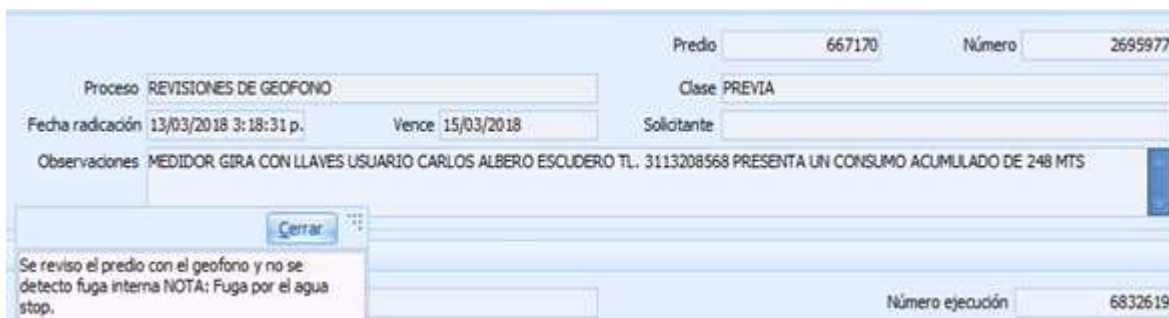 Predio 667170 Número 2695977
Proceso REVISIONES DE GEOFONO Clase PREVIA
Fecha radicación 13/03/2018 3:18:31 p. Vence 15/03/2018 Solicitante
Observaciones MEDIDOR GIRA CON LLAVES USUARIO CARLOS ALBERO ESCUDERO TL. 3113208568 PRESENTA UN CONSUMO ACUMULADO DE 248 MTS
Cerrar
Se reviso el predio con el geofono y no se
detecto fuga interna NOTA: Fuga por el agua
stop.
Número ejecución 6832619